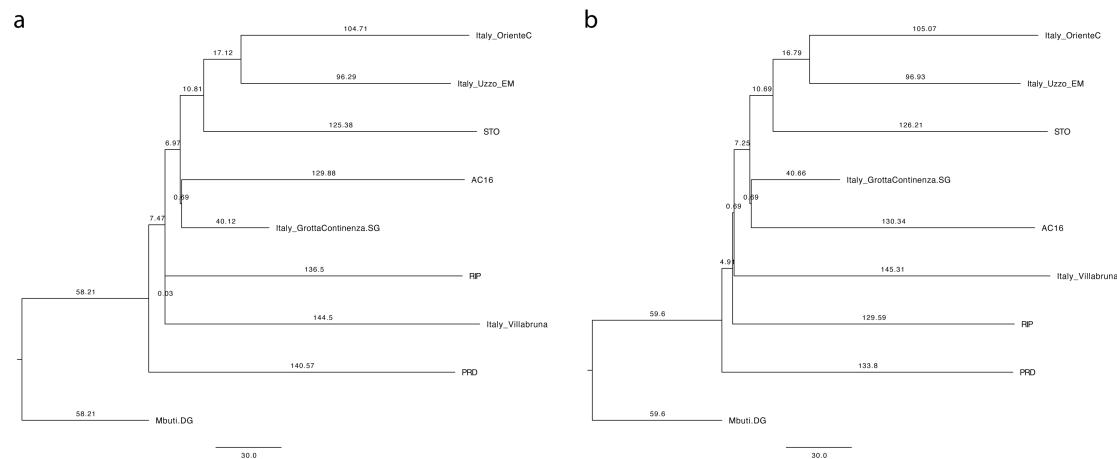 a
104.71
Italy_OrienteC
17.12
96.29
Italy_Uzzo_EM
10.81
125.38
STO
6.97
129.88
AC16
0.69
40.12
Italy_GrottaContinenza.SG
7.47
136.5
RIP
0.03
58.21
144.5
Italy_Villabruna
140.57
PRD
58.21
Mbuti.DG
30.0
b
105.07
Italy_OrienteC
16.79
96.93
Italy_Uzzo_EM
10.69
126.21
STO
7.25
40.66
Italy_GrottaContinenza.SG
0.69
0.69
130.34
AC16
4.91
145.31
Italy_Villabruna
59.6
129.59
RIP
133.8
PRD
59.6
Mbuti.DG
30.0